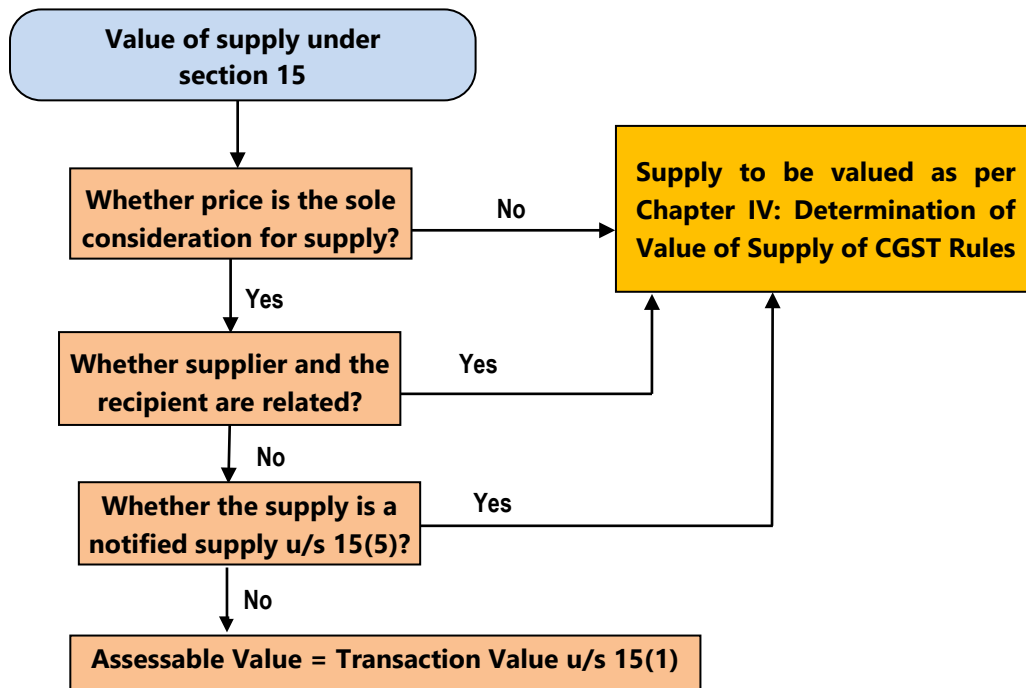 Value of supply under
section 15
Whether price is the sole
consideration for supply?
No
Supply to be valued as per
Chapter IV: Determination of
Value of Supply of CGST Rules
Yes
Whether supplier and the
recipient are related?
Yes
No
Whether the supply is a
notified supply u/s 15(5)?
Yes
No
Assessable Value = Transaction Value u/s 15(1)